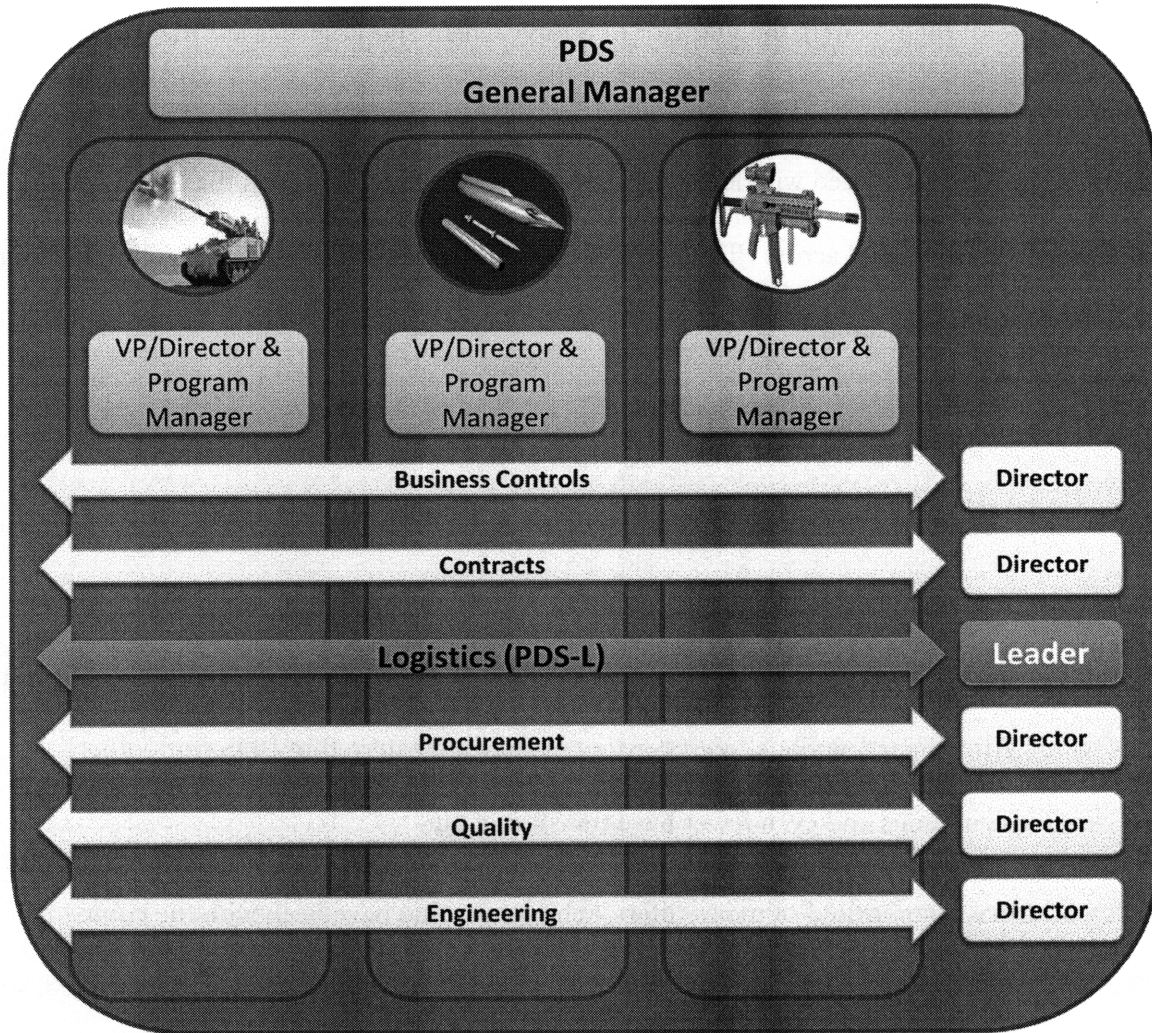 PDS
General Manager
VP/Director &
Program
Manager
VP/Director &
Program
Manager
VP/Director &
Program
Manager
Business Controls
Director
Contracts
Director
Logistics (PDS-L)
Leader
Procurement
Director
Quality
Director
Engineering
Director